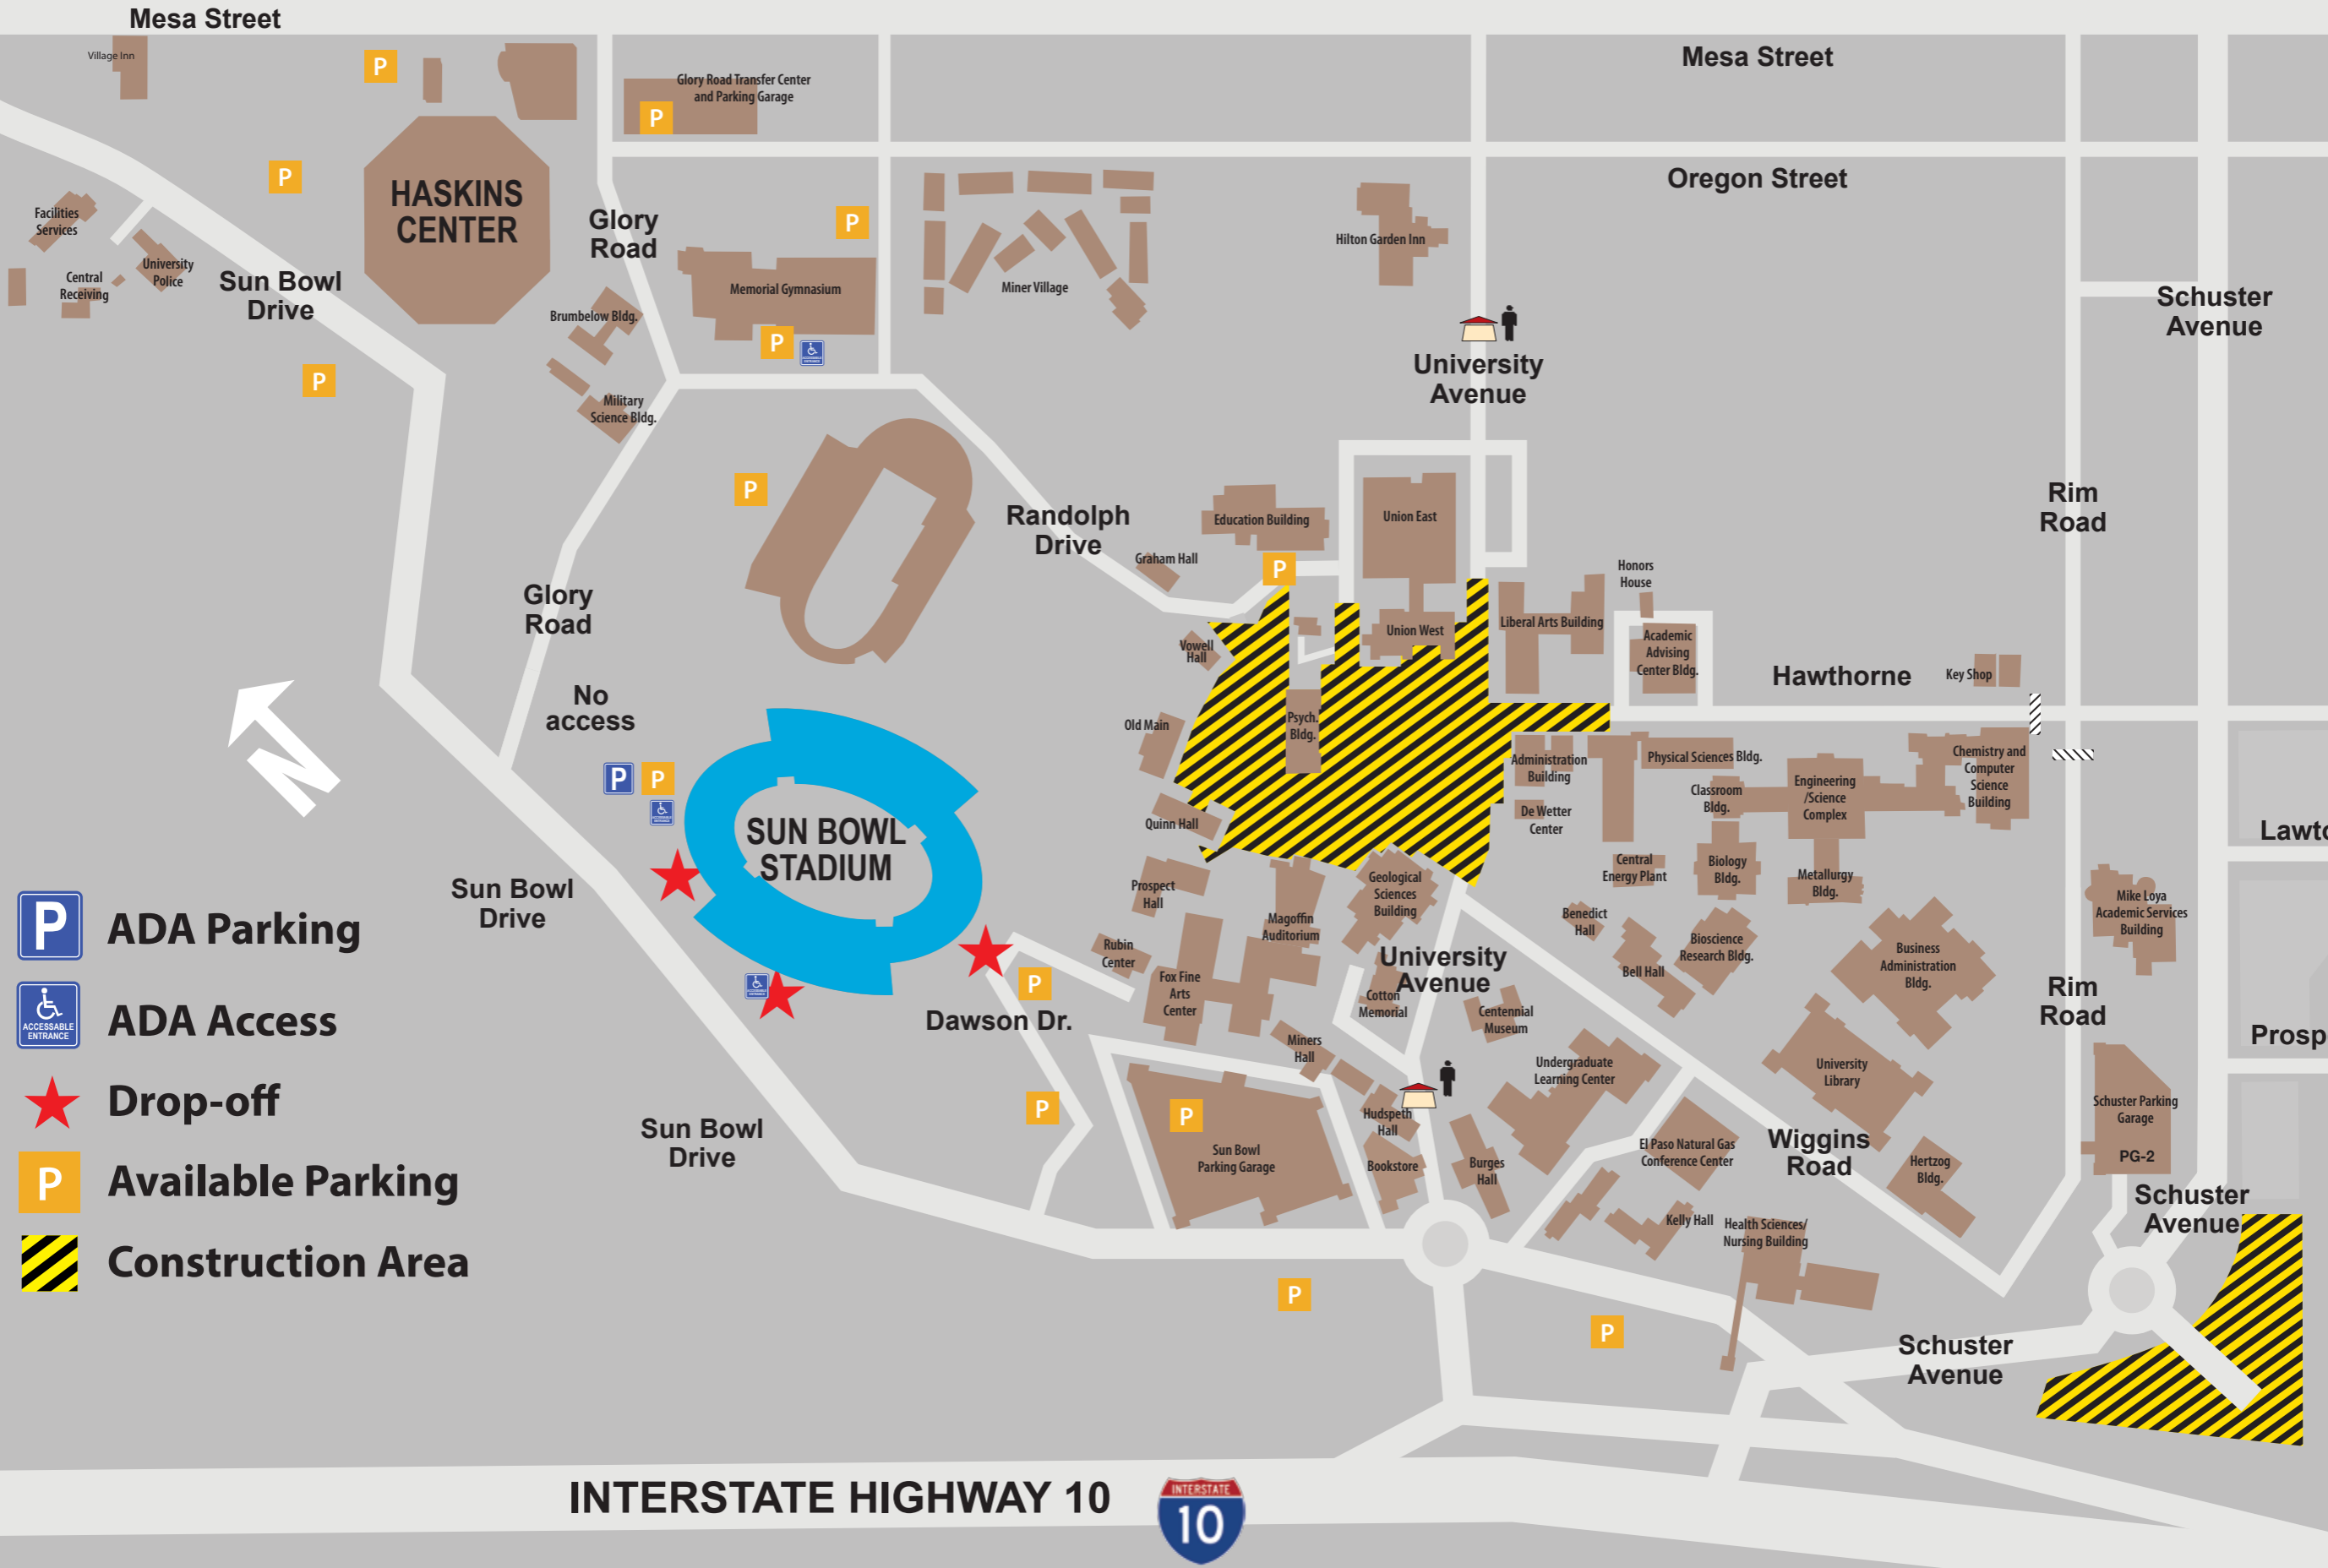 Mesa Street
Village Inn
P
Glory Road Transfer Center
and Parking Garage
P
Mesa Street
P
HASKINS
CENTER
Oregon Street
Facilities
Services
Central
Receiving
University
Police
Sun Bowl
Drive
Glory
Road
P
Memorial Gymnasium
Miner Village
Hilton Garden Inn
Schuster
Avenue
Brumbelow Bldg.
P
P
University
Avenue
Military
Science Bldg.
P
Randolph
Drive
Education Building
Union East
Rim
Road
Graham Hall
P
Honors
House
Glory
Road
Vowell
Hall
Union West
Liberal Arts Building
Academic
Advising
Center Bldg.
Hawthorne
Key Shop
No
access
Old Main
Psych.
Bldg.
N
P
P
Administration
Building
Physical Sciences Bldg.
Chemistry and
Computer
Science
Building
Classroom
Bldg.
Engineering
/Science
Complex
Quinn Hall
De Wetter
Center
SUN BOWL
STADIUM
Lawto
Central
Energy Plant
Biology
Bldg.
Metallurgy
Bldg.
Prospect
Hall
Geological
Sciences
Building
Magoffin
Auditorium
Mike Loya
Academic Services
Building
Sun Bowl
Drive
Benedict
Hall
Bioscience
Research Bldg.
Business
Administration
Bldg.
Bell Hall
Rubin
Center
Fox Fine
Arts
Center
University
Avenue
Cotton
Memorial
Centennial
Museum
P
Dawson Dr.
Rim
Road
Prosp
Miners
Hall
Undergraduate
Learning Center
University
Library
P
P
Sun Bowl
Parking Garage
Hudspeth
Hall
Bookstore
Burges
Hall
El Paso Natural Gas
Conference Center
Wiggins
Road
Hertzog
Bldg.
Schuster Parking
Garage
PG-2
Sun Bowl
Drive
Kelly Hall
Health Sciences/
Nursing Building
Schuster
Avenue
P
P
Schuster
Avenue
P ADA Parking
ACCESSABLE
ENTRANCE
ADA Access
Drop-off
P Available Parking
Construction Area
INTERSTATE HIGHWAY 10
INTERSTATE
10